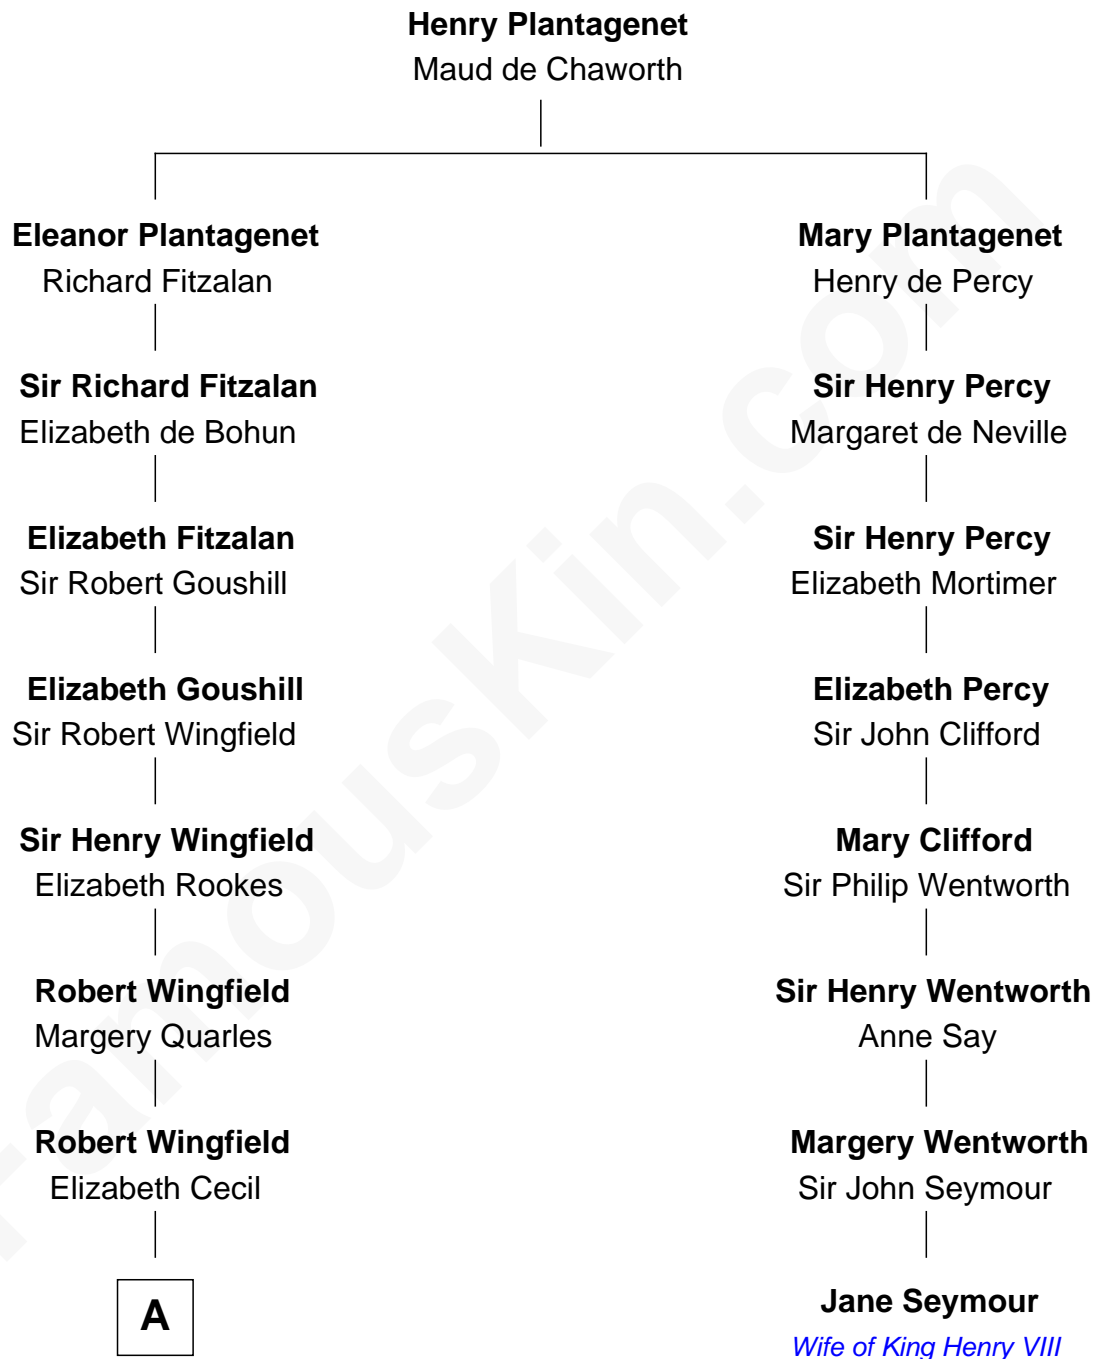 Henry Plantagenet
Maud de Chaworth
Eleanor Plantagenet
Richard Fitzalan
Sir Richard Fitzalan
Elizabeth de Bohun
Elizabeth Fitzalan
Sir Robert Goushill
Elizabeth Goushill
Sir Robert Wingfield
Sir Henry Wingfield
Elizabeth Rookes
Robert Wingfield
Margery Quarles
Robert Wingfield
Elizabeth Cecil
A
Mary Plantagenet
Henry de Percy
Sir Henry Percy
Margaret de Neville
Sir Henry Percy
Elizabeth Mortimer
Elizabeth Percy
Sir John Clifford
Mary Clifford
Sir Philip Wentworth
Sir Henry Wentworth
Anne Say
Margery Wentworth
Sir John Seymour
Jane Seymour
Wife of King Henry VIII
FamousKin.com